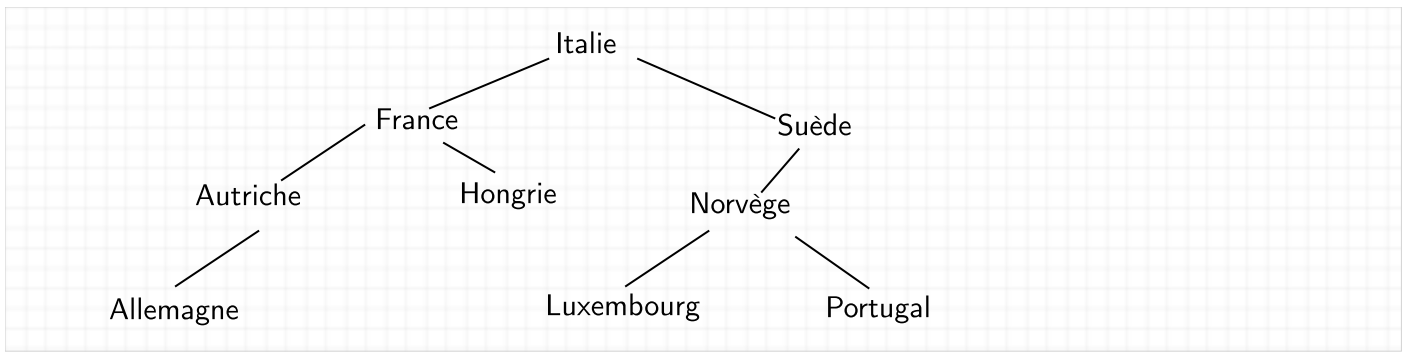 Italie
France
Suède
Autriche
Hongrie
Norvège
Allemagne
Luxembourg
Portugal